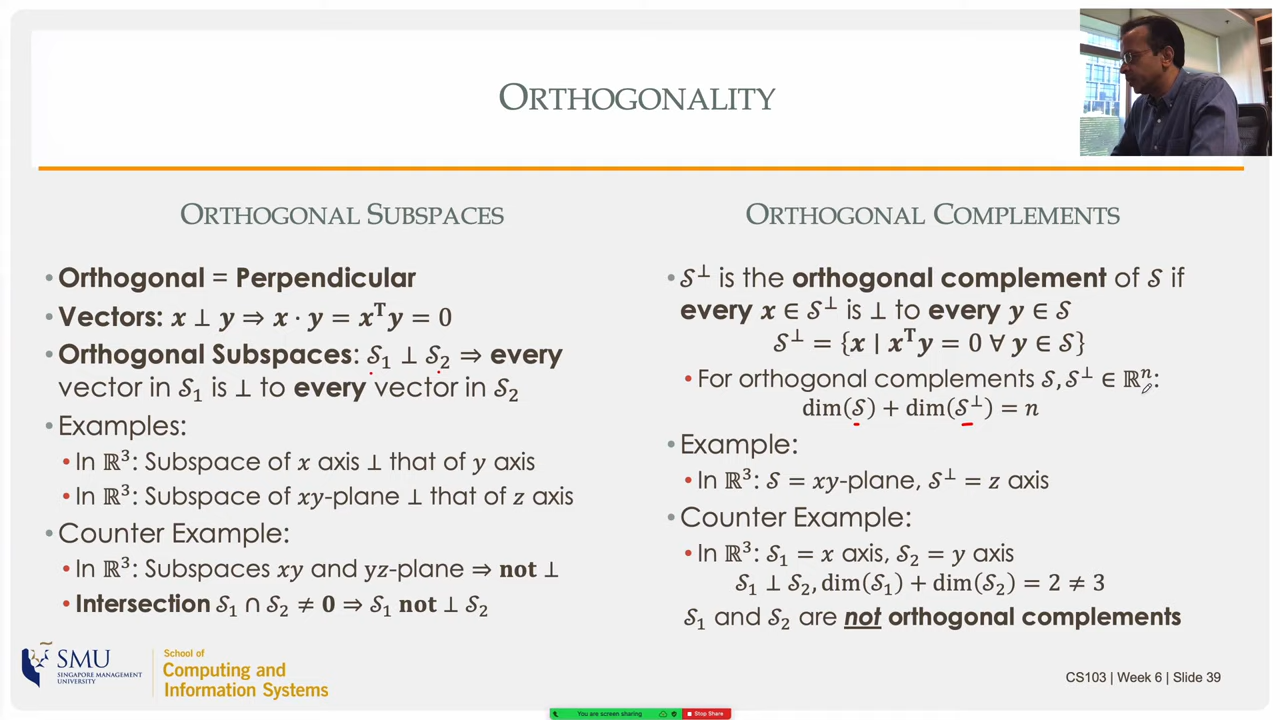 ORTHOGONALITY
ORTHOGONAL SUBSPACES
• Orthogonal = Perpendicular
• Vectors: x ⊥ y ⇒ x · y = xᵀy = 0
• Orthogonal Subspaces: 𝒮₁ ⊥ 𝒮₂ ⇒ every
vector in 𝒮₁ is ⊥ to every vector in 𝒮₂
• Examples:
• In ℝ³: Subspace of x axis ⊥ that of y axis
• In ℝ³: Subspace of xy-plane ⊥ that of z axis
• Counter Example:
• In ℝ³: Subspaces xy and yz-plane ⇒ not ⊥
• Intersection 𝒮₁ ∩ 𝒮₂ ≠ 0 ⇒ 𝒮₁ not ⊥ 𝒮₂
ORTHOGONAL COMPLEMENTS
• 𝒮^⊥ is the orthogonal complement of 𝒮 if
every x ∈ 𝒮^⊥ is ⊥ to every y ∈ 𝒮
𝒮^⊥ = {x | xᵀy = 0 ∀ y ∈ 𝒮}
• For orthogonal complements 𝒮, 𝒮^⊥ ∈ ℝⁿ:
dim(𝒮) + dim(𝒮^⊥) = n
• Example:
• In ℝ³: 𝒮 = xy-plane, 𝒮^⊥ = z axis
• Counter Example:
• In ℝ³: 𝒮₁ = x axis, 𝒮₂ = y axis
𝒮₁ ⊥ 𝒮₂, dim(𝒮₁) + dim(𝒮₂) = 2 ≠ 3
𝒮₁ and 𝒮₂ are not orthogonal complements
SMU
SINGAPORE MANAGEMENT
UNIVERSITY
School of
Computing and
Information Systems
CS103 | Week 6 | Slide 39
You are screen sharing
Stop Share